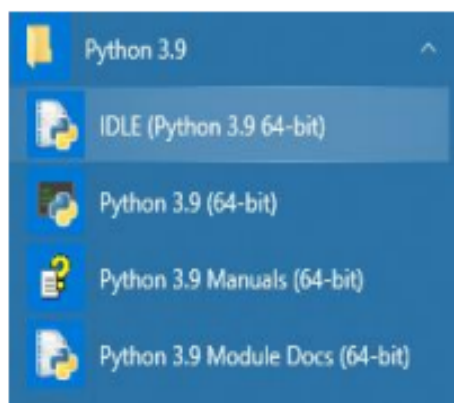 Python 3.9
IDLE (Python 3.9 64-bit)
Python 3.9 (64-bit)
Python 3.9 Manuals (64-bit)
Python 3.9 Module Docs (64-bit)